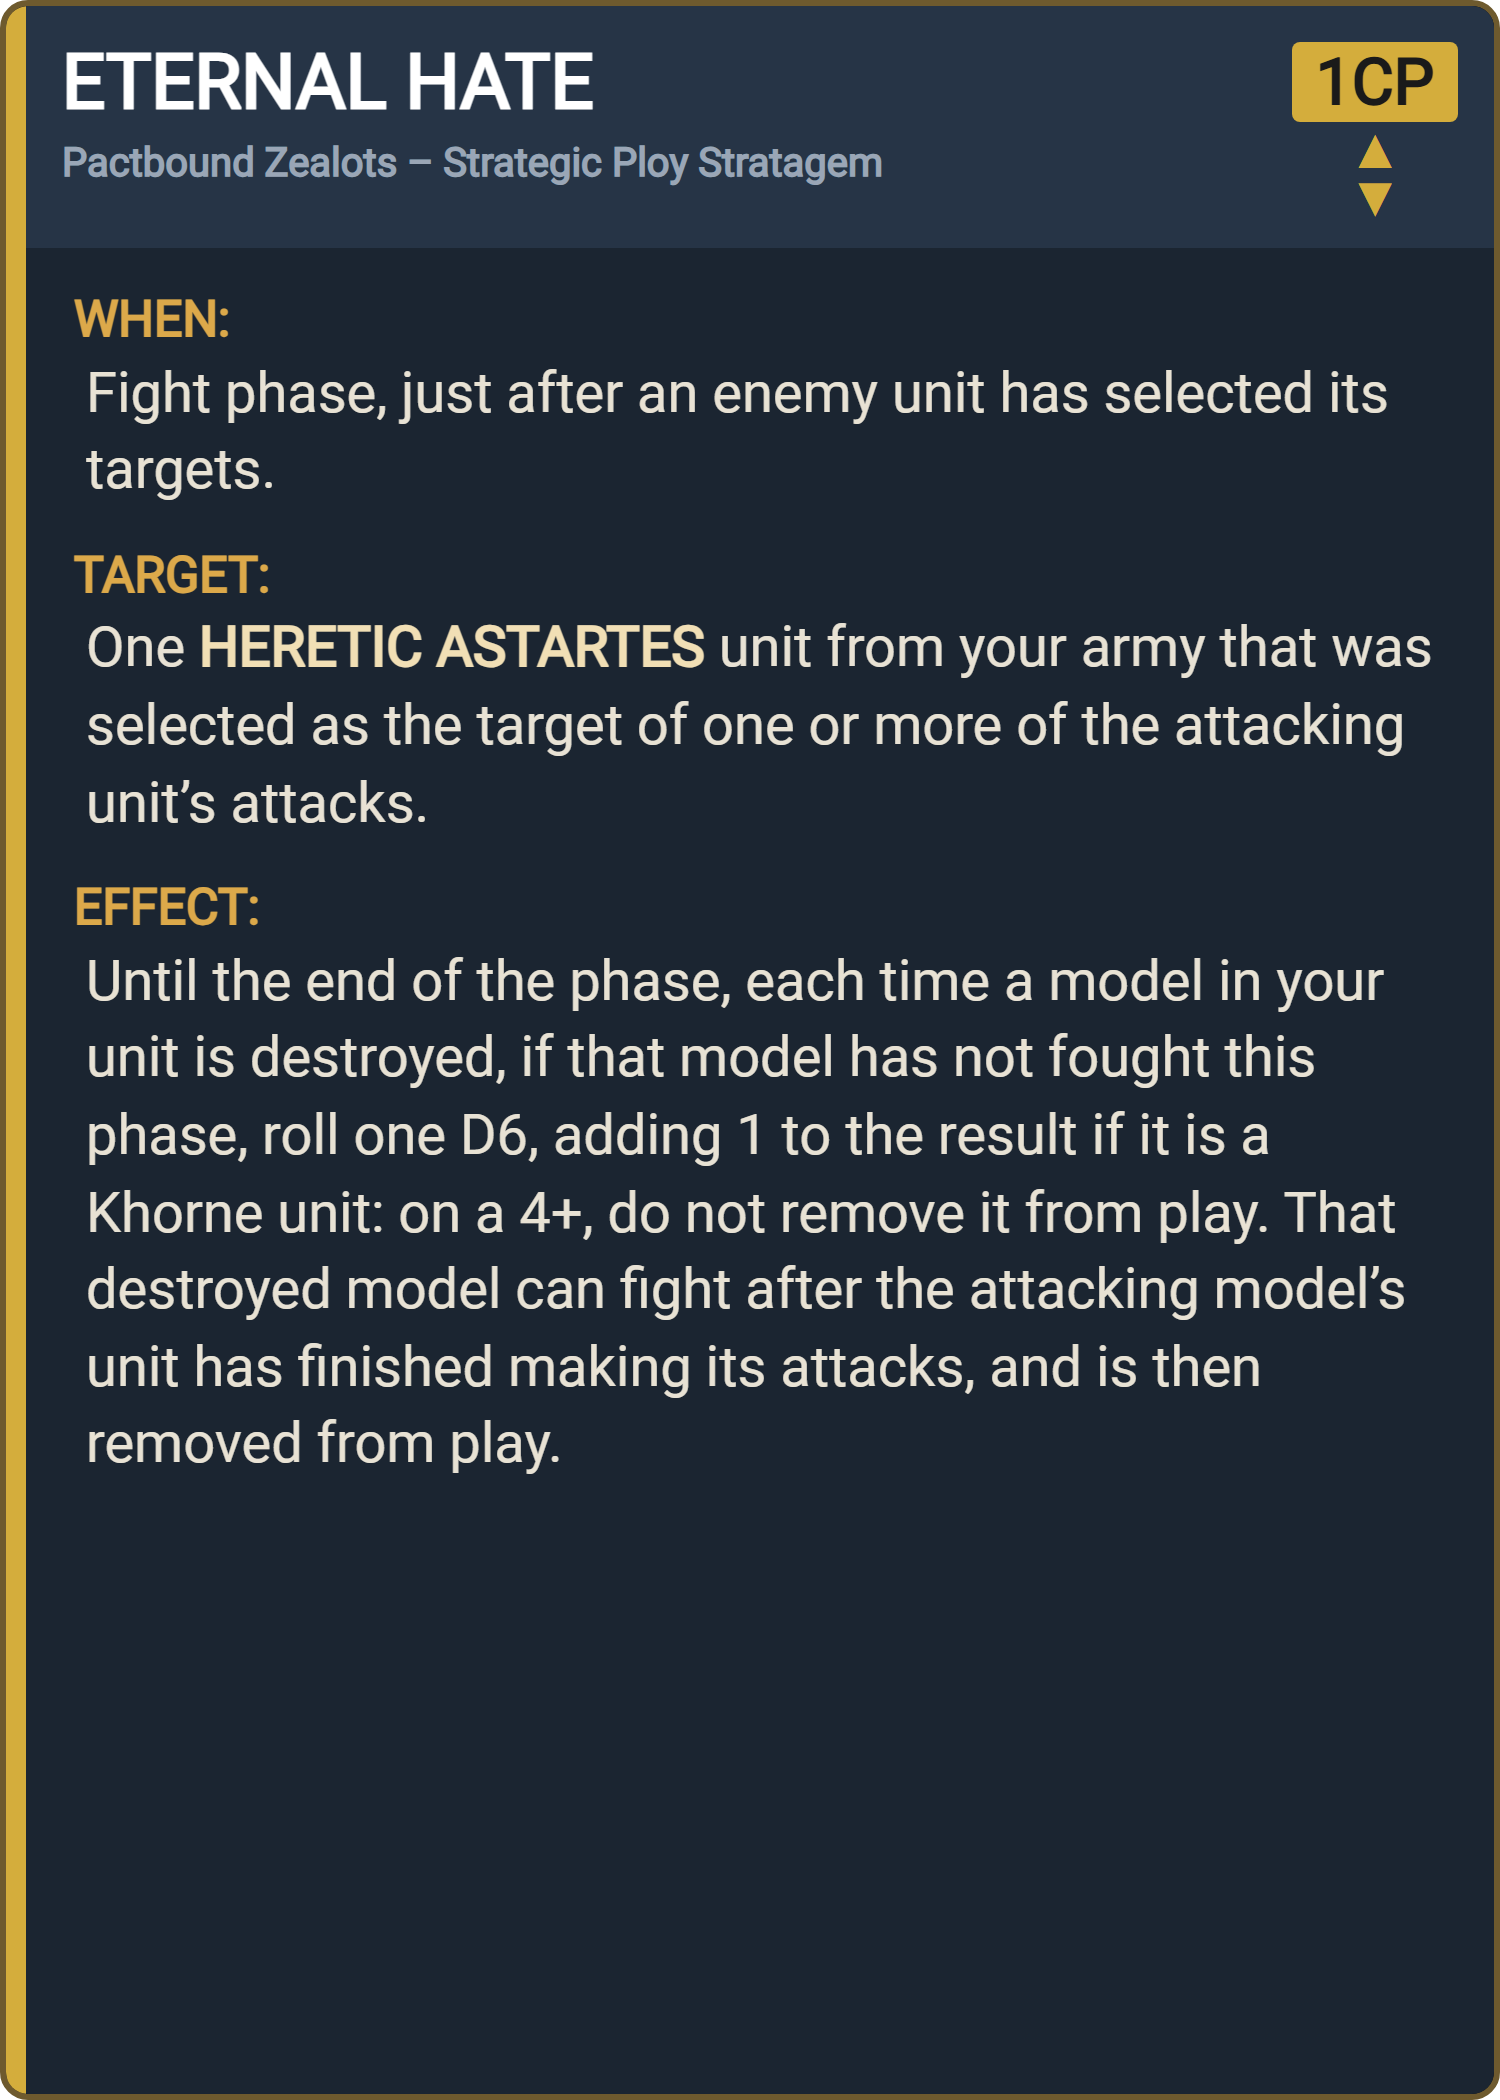 ETERNAL HATE
1CP
Pactbound Zealots – Strategic Ploy Stratagem
WHEN:
Fight phase, just after an enemy unit has selected its
targets.
TARGET:
One HERETIC ASTARTES unit from your army that was
selected as the target of one or more of the attacking
unit’s attacks.
EFFECT:
Until the end of the phase, each time a model in your
unit is destroyed, if that model has not fought this
phase, roll one D6, adding 1 to the result if it is a
Khorne unit: on a 4+, do not remove it from play. That
destroyed model can fight after the attacking model’s
unit has finished making its attacks, and is then
removed from play.